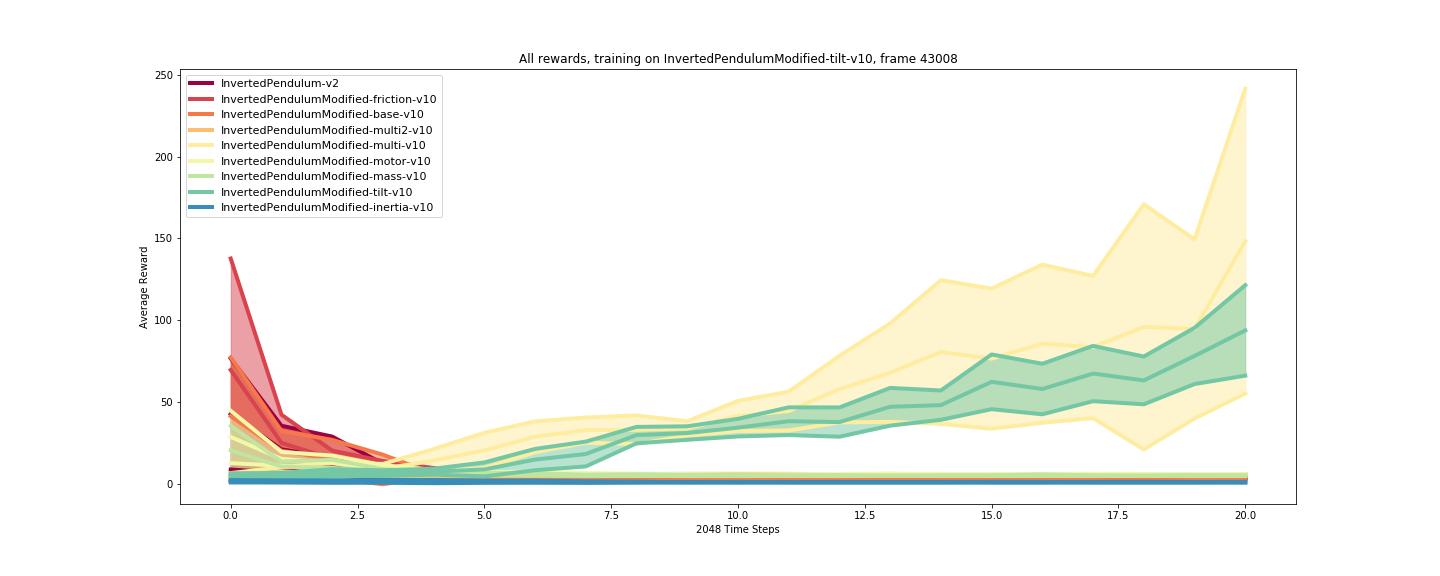 All rewards, training on InvertedPendulumModified-tilt-v10, frame 43008
250
200
150
100
50
0
Average Reward
InvertedPendulum-v2
InvertedPendulumModified-friction-v10
InvertedPendulumModified-base-v10
InvertedPendulumModified-multi2-v10
InvertedPendulumModified-multi-v10
InvertedPendulumModified-motor-v10
InvertedPendulumModified-mass-v10
InvertedPendulumModified-tilt-v10
InvertedPendulumModified-inertia-v10
0.0 2.5 5.0 7.5 10.0 12.5 15.0 17.5 20.0
2048 Time Steps